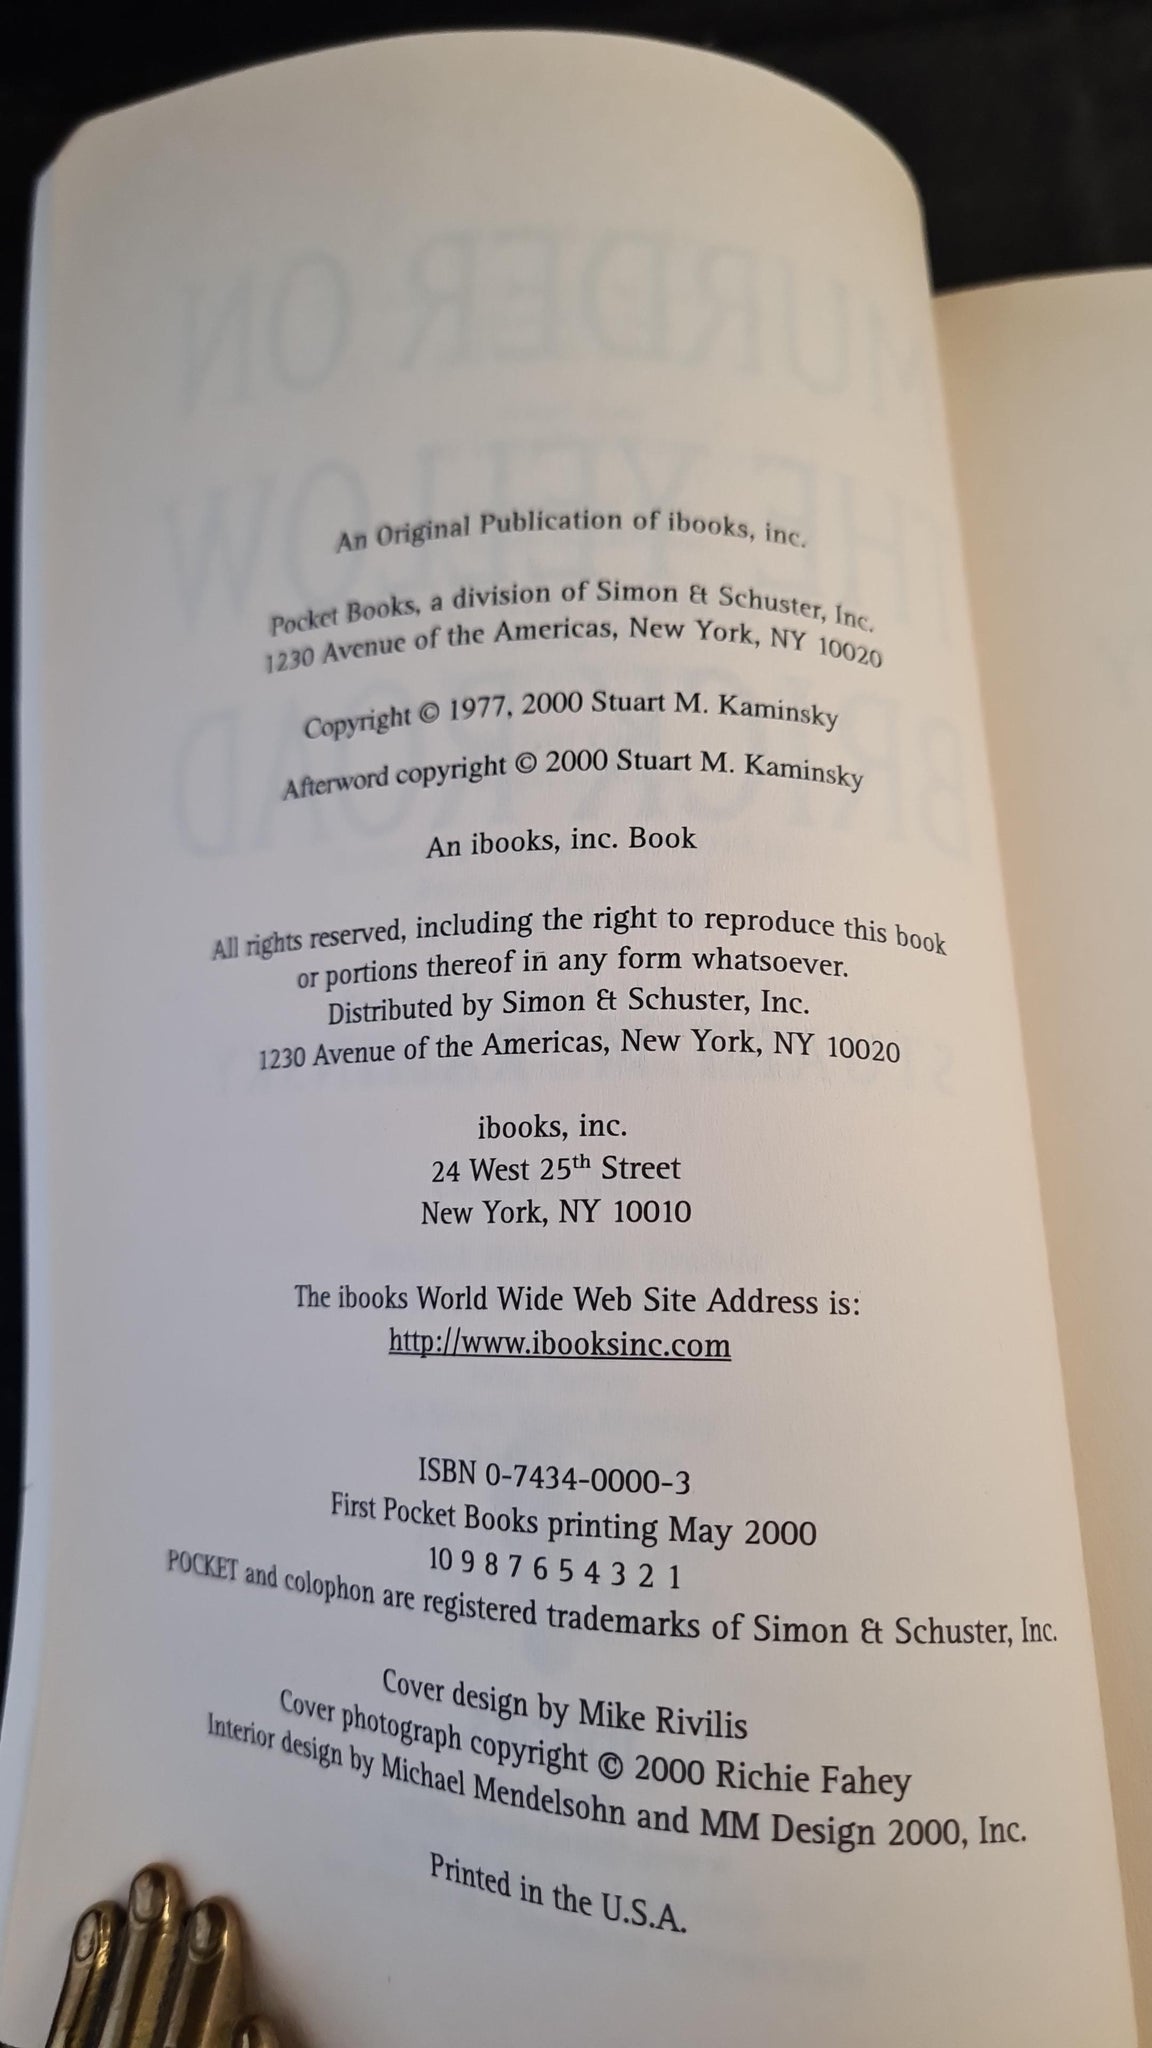 An Original Publication of ibooks, inc.
Pocket Books, a division of Simon & Schuster, Inc.
1230 Avenue of the Americas, New York, NY 10020
Copyright © 1977, 2000 Stuart M. Kaminsky
Afterword copyright © 2000 Stuart M. Kaminsky
An ibooks, inc. Book
All rights reserved, including the right to reproduce this book
or portions thereof in any form whatsoever.
Distributed by Simon & Schuster, Inc.
1230 Avenue of the Americas, New York, NY 10020
ibooks, inc.
24 West 25th Street
New York, NY 10010
The ibooks World Wide Web Site Address is:
http://www.ibooksinc.com
ISBN 0-7434-0000-3
First Pocket Books printing May 2000
10 9 8 7 6 5 4 3 2 1
POCKET and colophon are registered trademarks of Simon & Schuster, Inc.
Cover design by Mike Rivilis
Cover photograph copyright © 2000 Richie Fahey
Interior design by Michael Mendelsohn and MM Design 2000, Inc.
Printed in the U.S.A.